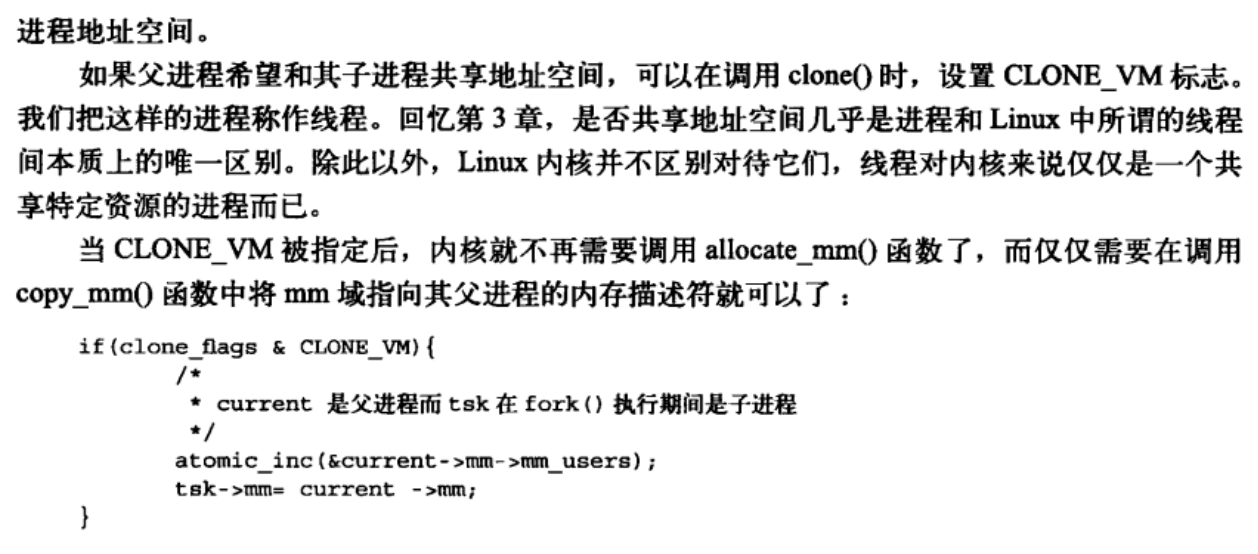 进程地址空间。
如果父进程希望和其子进程共享地址空间，可以在调用 clone() 时，设置 CLONE_VM 标志。
我们把这样的进程称作线程。回忆第 3 章，是否共享地址空间几乎是进程和 Linux 中所谓的线程
间本质上的唯一区别。除此以外，Linux 内核并不区别对待它们，线程对内核来说仅仅是一个共
享特定资源的进程而已。
当 CLONE_VM 被指定后，内核就不再需要调用 allocate_mm() 函数了，而仅仅需要在调用
copy_mm() 函数中将 mm 域指向其父进程的内存描述符就可以了：
if(clone_flags & CLONE_VM){
/*
* current 是父进程而 tsk 在 fork() 执行期间是子进程
*/
atomic_inc(&current->mm->mm_users);
tsk->mm= current ->mm;
}